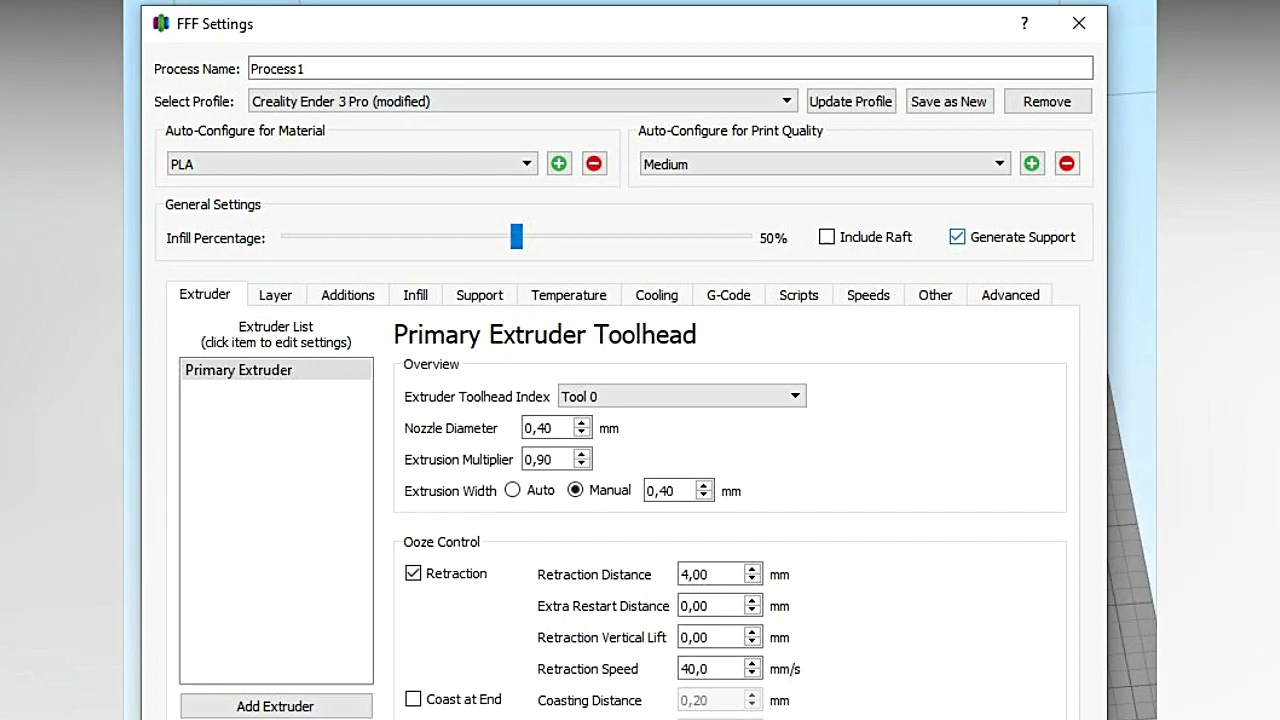 FFF Settings ?
Process Name: Process1
Select Profile: Creality Ender 3 Pro (modified) Update Profile Save as New Remove
Auto-Configure for Material Auto-Configure for Print Quality
PLA Medium
General Settings
Infill Percentage: 50% Include Raft Generate Support
Extruder Layer Additions Infill Support Temperature Cooling G-Code Scripts Speeds Other Advanced
Extruder List
(click item to edit settings)
Primary Extruder
Add Extruder
Primary Extruder Toolhead
Overview
Extruder Toolhead Index Tool 0
Nozzle Diameter 0,40 mm
Extrusion Multiplier 0,90
Extrusion Width Auto Manual 0,40 mm
Ooze Control
Retraction Retraction Distance 4,00 mm
Extra Restart Distance 0,00 mm
Retraction Vertical Lift 0,00 mm
Retraction Speed 40,0 mm/s
Coast at End Coasting Distance 0,20 mm